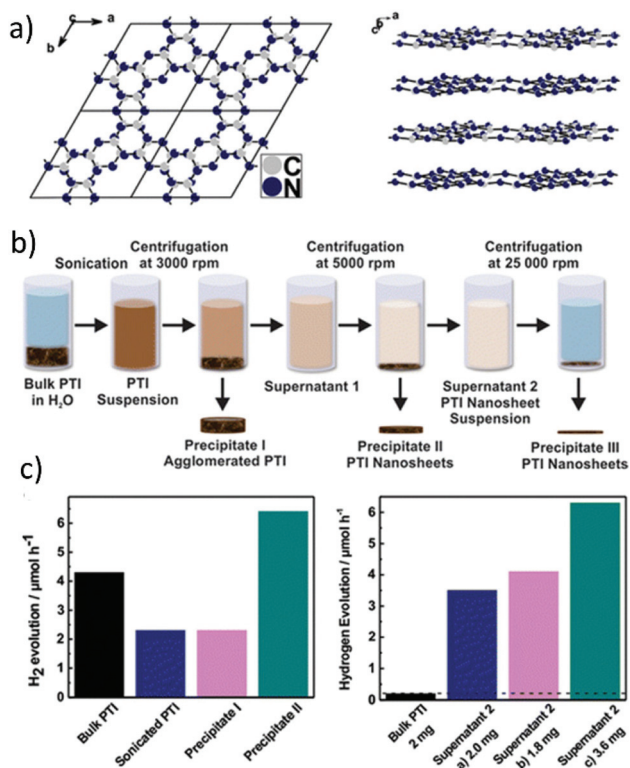 a)
c
a
b
C
N
a
b
c
b)
Sonication
Centrifugation
at 3000 rpm
Centrifugation
at 5000 rpm
Centrifugation
at 25 000 rpm
Bulk PTI
in H₂O
PTI
Suspension
Supernatant 1
Supernatant 2
PTI Nanosheet
Suspension
Precipitate I
Agglomerated PTI
Precipitate II
PTI Nanosheets
Precipitate III
PTI Nanosheets
c)
H₂ evolution / µmol h⁻¹
6
5
4
3
2
1
0
Bulk PTI
Sonicated PTI
Precipitate I
Precipitate II
Hydrogen Evolution / µmol h⁻¹
6
5
4
3
2
1
0
Bulk PTI
2 mg
Supernatant 2
a) 2.0 mg
Supernatant 2
b) 1.8 mg
Supernatant 2
c) 3.6 mg